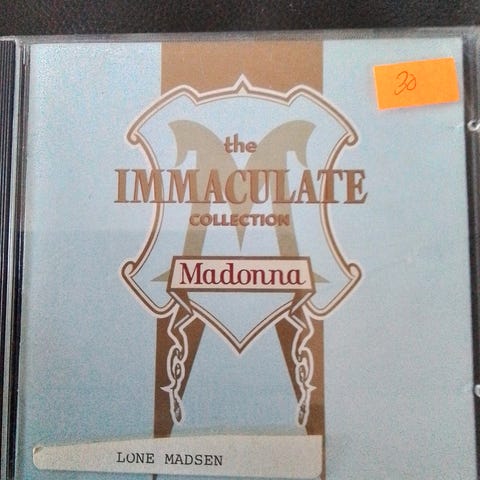 30
the
IMMACULATE
COLLECTION
Madonna
LONE MADSEN